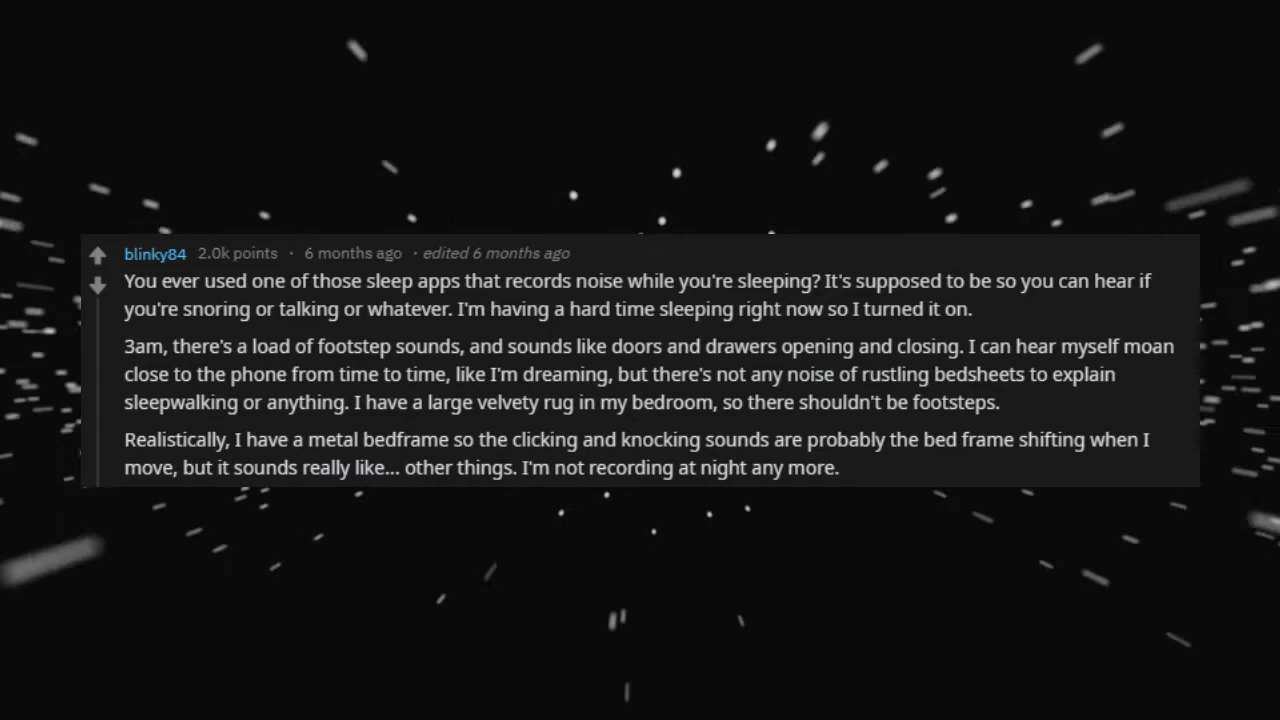 blinky84 2.0k points · 6 months ago · edited 6 months ago
You ever used one of those sleep apps that records noise while you're sleeping? It's supposed to be so you can hear if
you're snoring or talking or whatever. I'm having a hard time sleeping right now so I turned it on.
3am, there's a load of footstep sounds, and sounds like doors and drawers opening and closing. I can hear myself moan
close to the phone from time to time, like I'm dreaming, but there's not any noise of rustling bedsheets to explain
sleepwalking or anything. I have a large velvety rug in my bedroom, so there shouldn't be footsteps.
Realistically, I have a metal bedframe so the clicking and knocking sounds are probably the bed frame shifting when I
move, but it sounds really like... other things. I'm not recording at night any more.